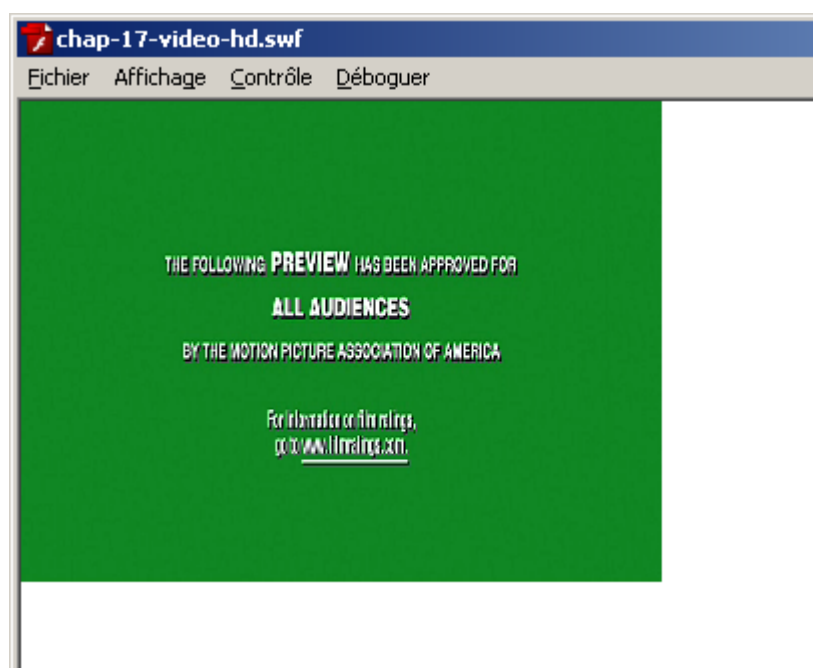 chap-17-video-hd.swf
Fichier Affichage Contrôle Déboguer
THE FOLLOWING PREVIEW HAS BEEN APPROVED FOR
ALL AUDIENCES
BY THE MOTION PICTURE ASSOCIATION OF AMERICA
For information on film ratings,
go to www.filmratings.com.